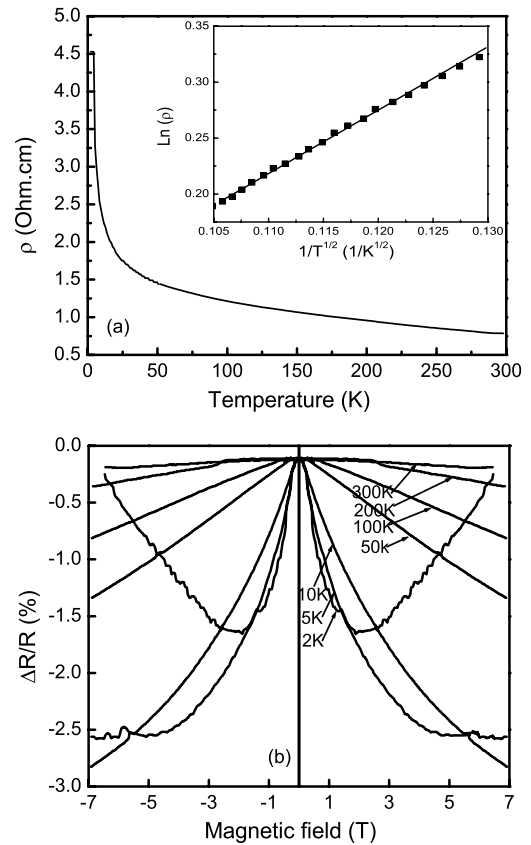 5.0
4.5
4.0
3.5
3.0
2.5
2.0
1.5
1.0
0.5
ρ (Ohm.cm)
0.35
0.30
0.25
0.20
Ln (ρ)
0.105 0.110 0.115 0.120 0.125 0.130
1/T^1/2 (1/K^1/2)
(a)
0 50 100 150 200 250 300
Temperature (K)
0.0
-0.5
-1.0
-1.5
-2.0
-2.5
-3.0
ΔR/R (%)
300K
200K
100K
50k
10K
5K
2K
(b)
-7 -5 -3 -1 1 3 5 7
Magnetic field (T)